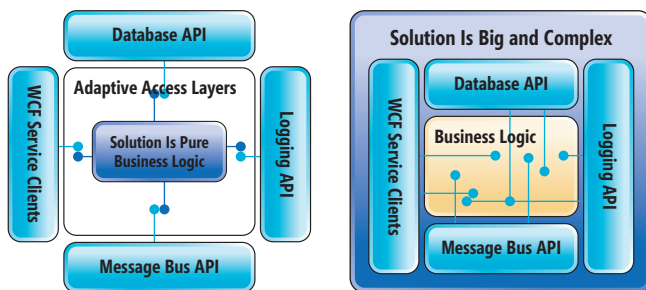 Database API
Adaptive Access Layers
WCF Service Clients
Solution Is Pure
Business Logic
Logging API
Message Bus API
Solution Is Big and Complex
Database API
WCF Service Clients
Business Logic
Logging API
Message Bus API